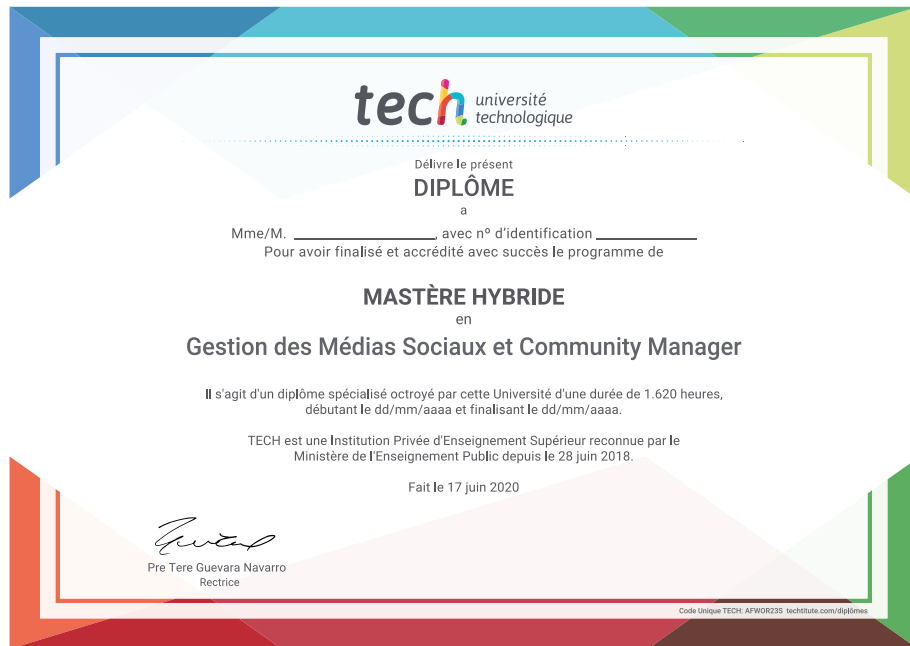 tech université
technologique
Délivre le présent
DIPLÔME
a
Mme/M. ____________, avec nº d'identification ____________
Pour avoir finalisé et accrédité avec succès le programme de
MASTÈRE HYBRIDE
en
Gestion des Médias Sociaux et Community Manager
Il s'agit d'un diplôme spécialisé octroyé par cette Université d'une durée de 1.620 heures,
débutant le dd/mm/aaaa et finalisant le dd/mm/aaaa.
TECH est une Institution Privée d'Enseignement Supérieur reconnue par le
Ministère de l'Enseignement Public depuis le 28 juin 2018.
Fait le 17 juin 2020
Pre Tere Guevara Navarro
Rectrice
Code Unique TECH: AFWOR23S techtitute.com/diplômes